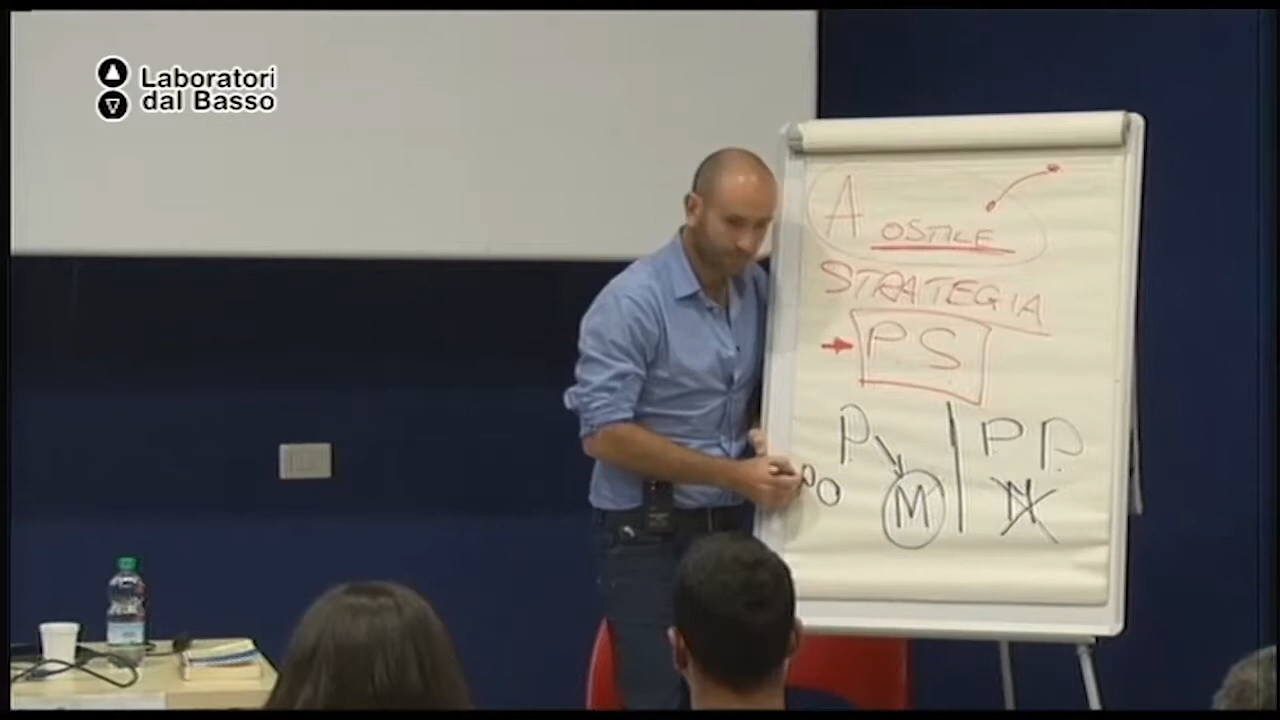 Laboratori
dal Basso
A OSTILE
STRATEGIA
PS
P PP
M N